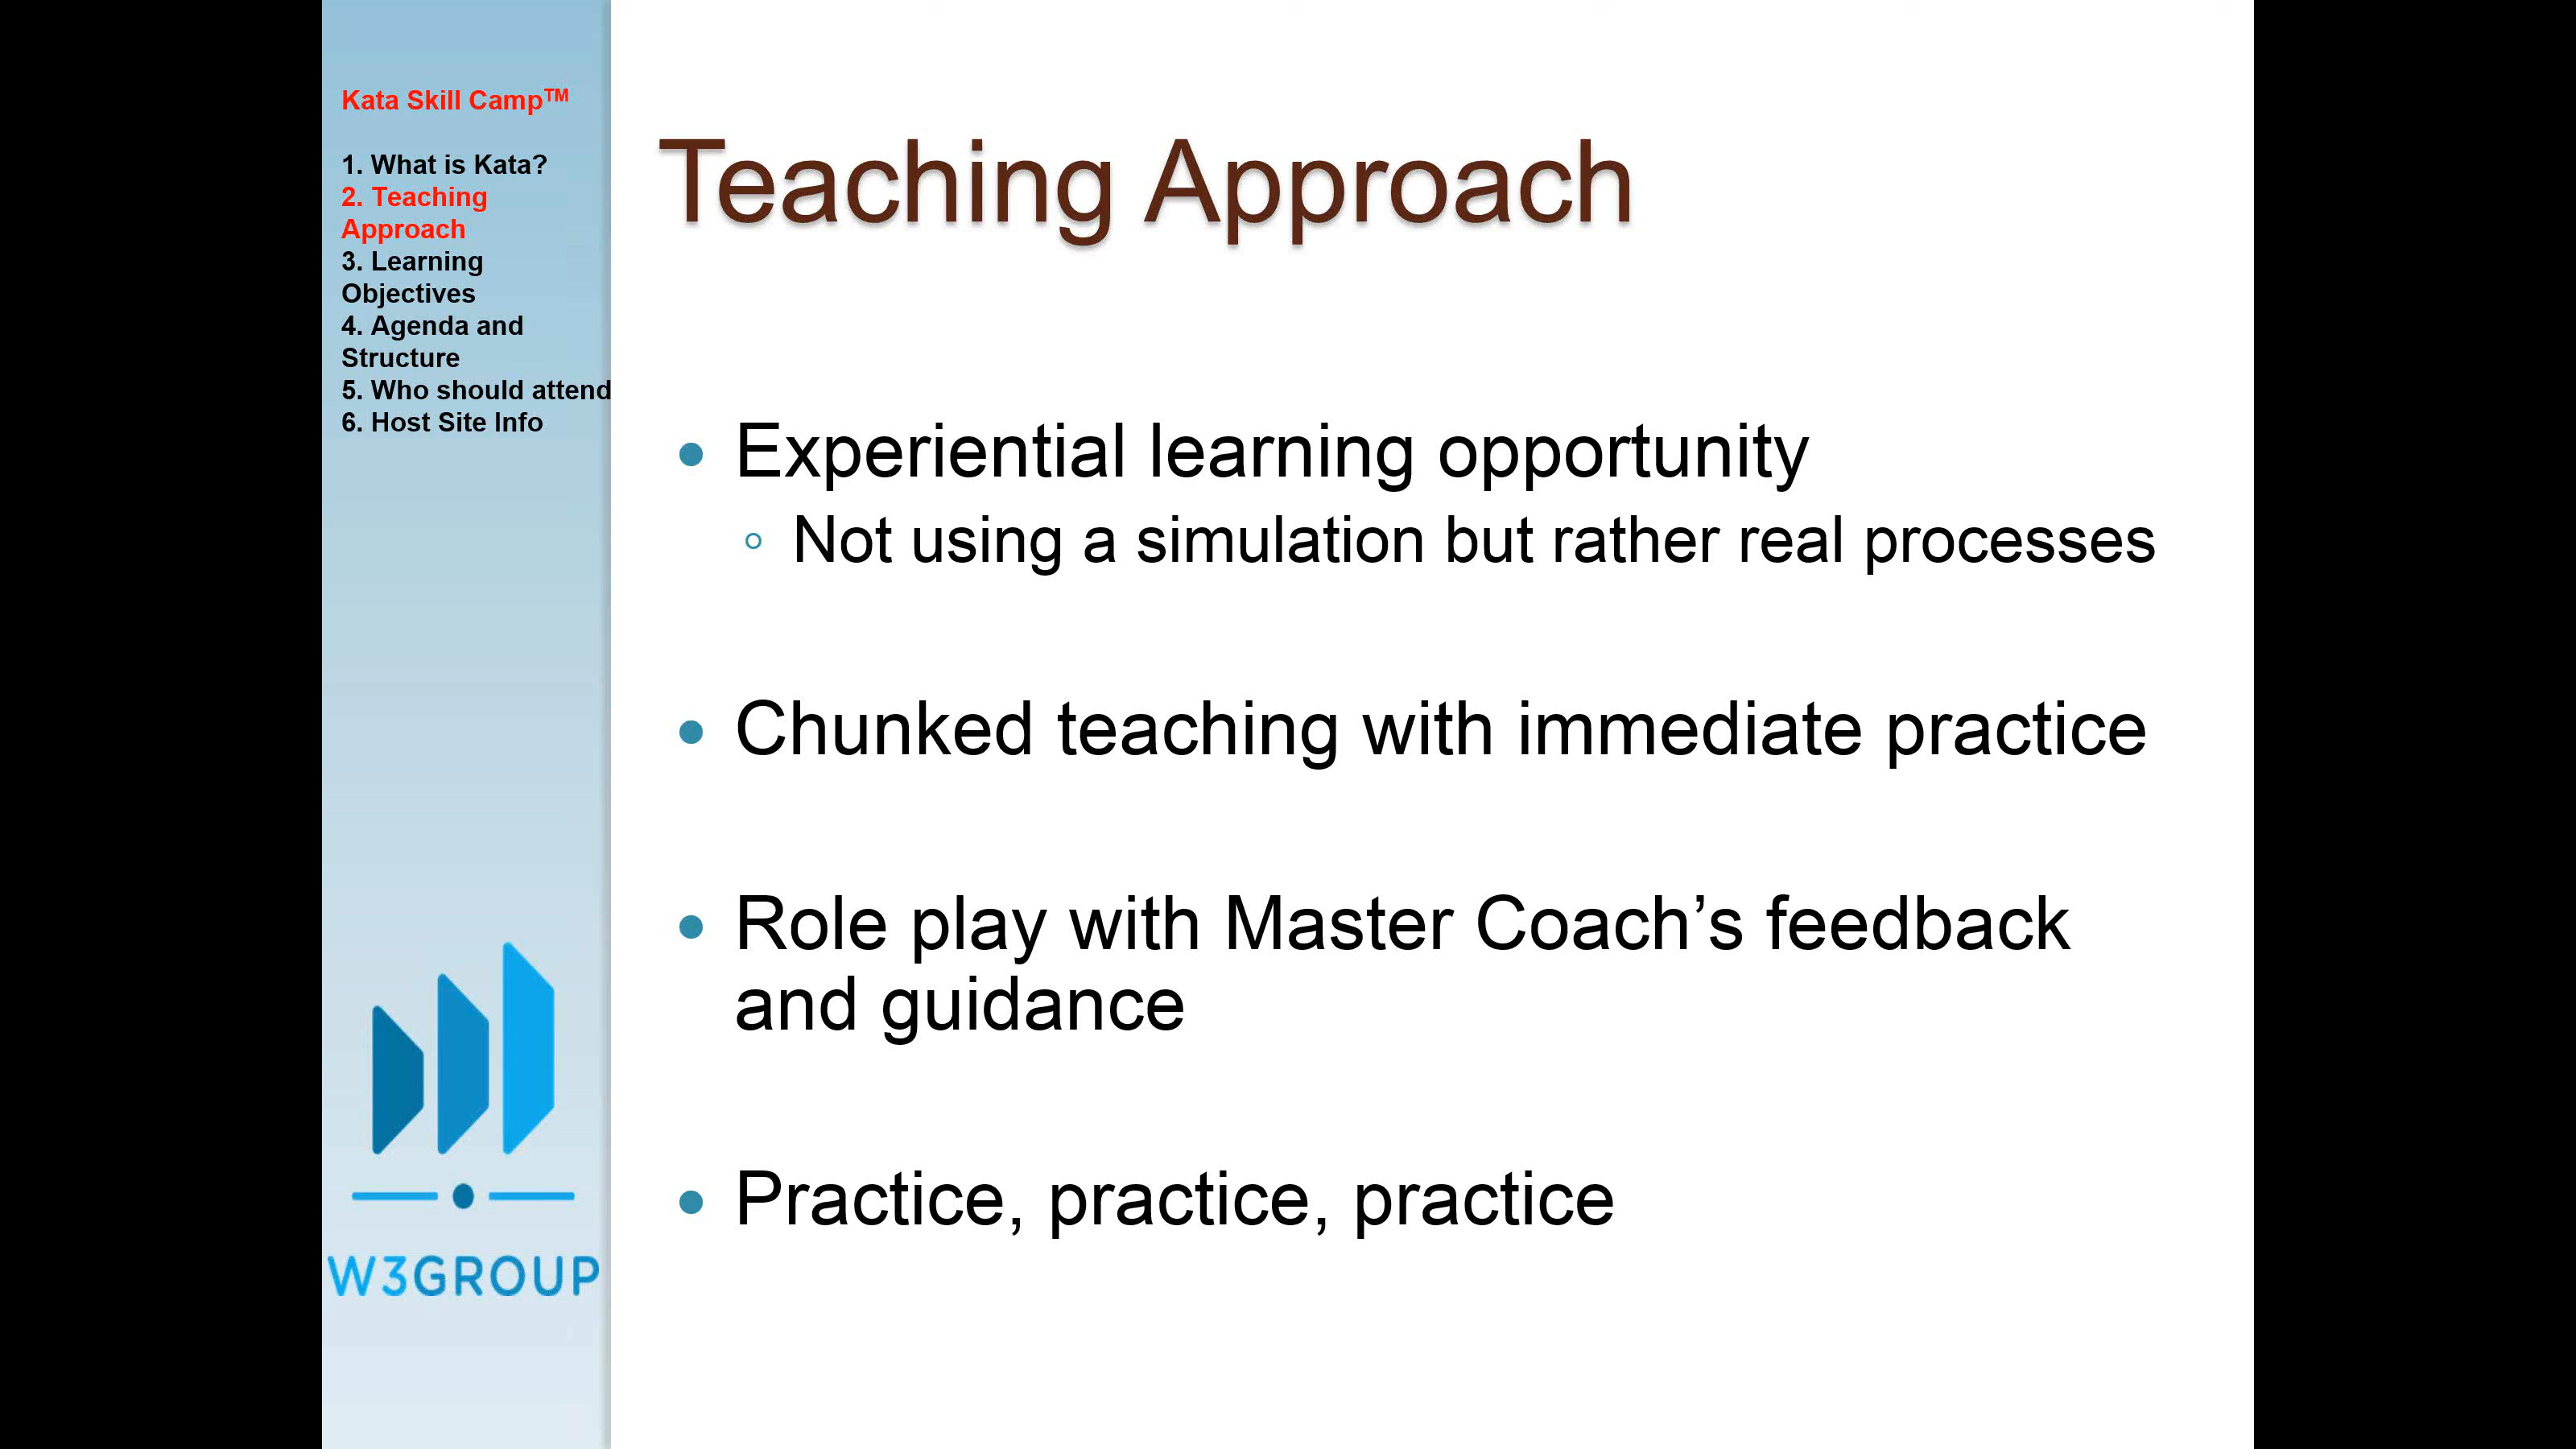 Kata Skill Camp™
1. What is Kata?
2. Teaching
Approach
3. Learning
Objectives
4. Agenda and
Structure
5. Who should attend
6. Host Site Info
W3GROUP
Teaching Approach
• Experiential learning opportunity
◦ Not using a simulation but rather real processes
• Chunked teaching with immediate practice
• Role play with Master Coach’s feedback
and guidance
• Practice, practice, practice